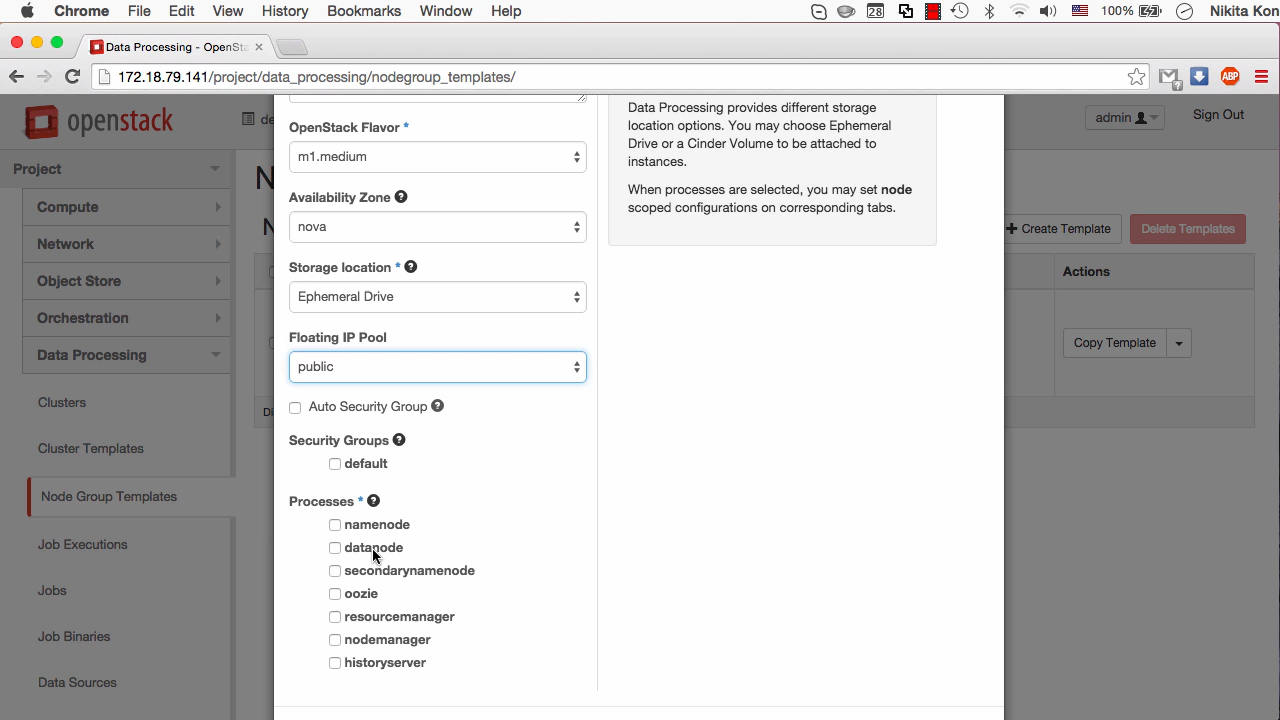 Chrome File Edit View History Bookmarks Window Help 28 100% Nikita Kon
Data Processing - OpenSta
172.18.79.141/project/data_processing/nodegroup_templates/
ABP
openstack
admin
Sign Out
Project
Compute
Network
Object Store
Orchestration
Data Processing
Clusters
Cluster Templates
Node Group Templates
Job Executions
Jobs
Job Binaries
Data Sources
OpenStack Flavor *
m1.medium
Availability Zone
nova
Storage location *
Ephemeral Drive
Floating IP Pool
public
Auto Security Group
Security Groups
default
Processes *
namenode
datanode
secondarynamenode
oozie
resourcemanager
nodemanager
historyserver
Data Processing provides different storage
location options. You may choose Ephemeral
Drive or a Cinder Volume to be attached to
instances.
When processes are selected, you may set node
scoped configurations on corresponding tabs.
+ Create Template
Delete Templates
Actions
Copy Template